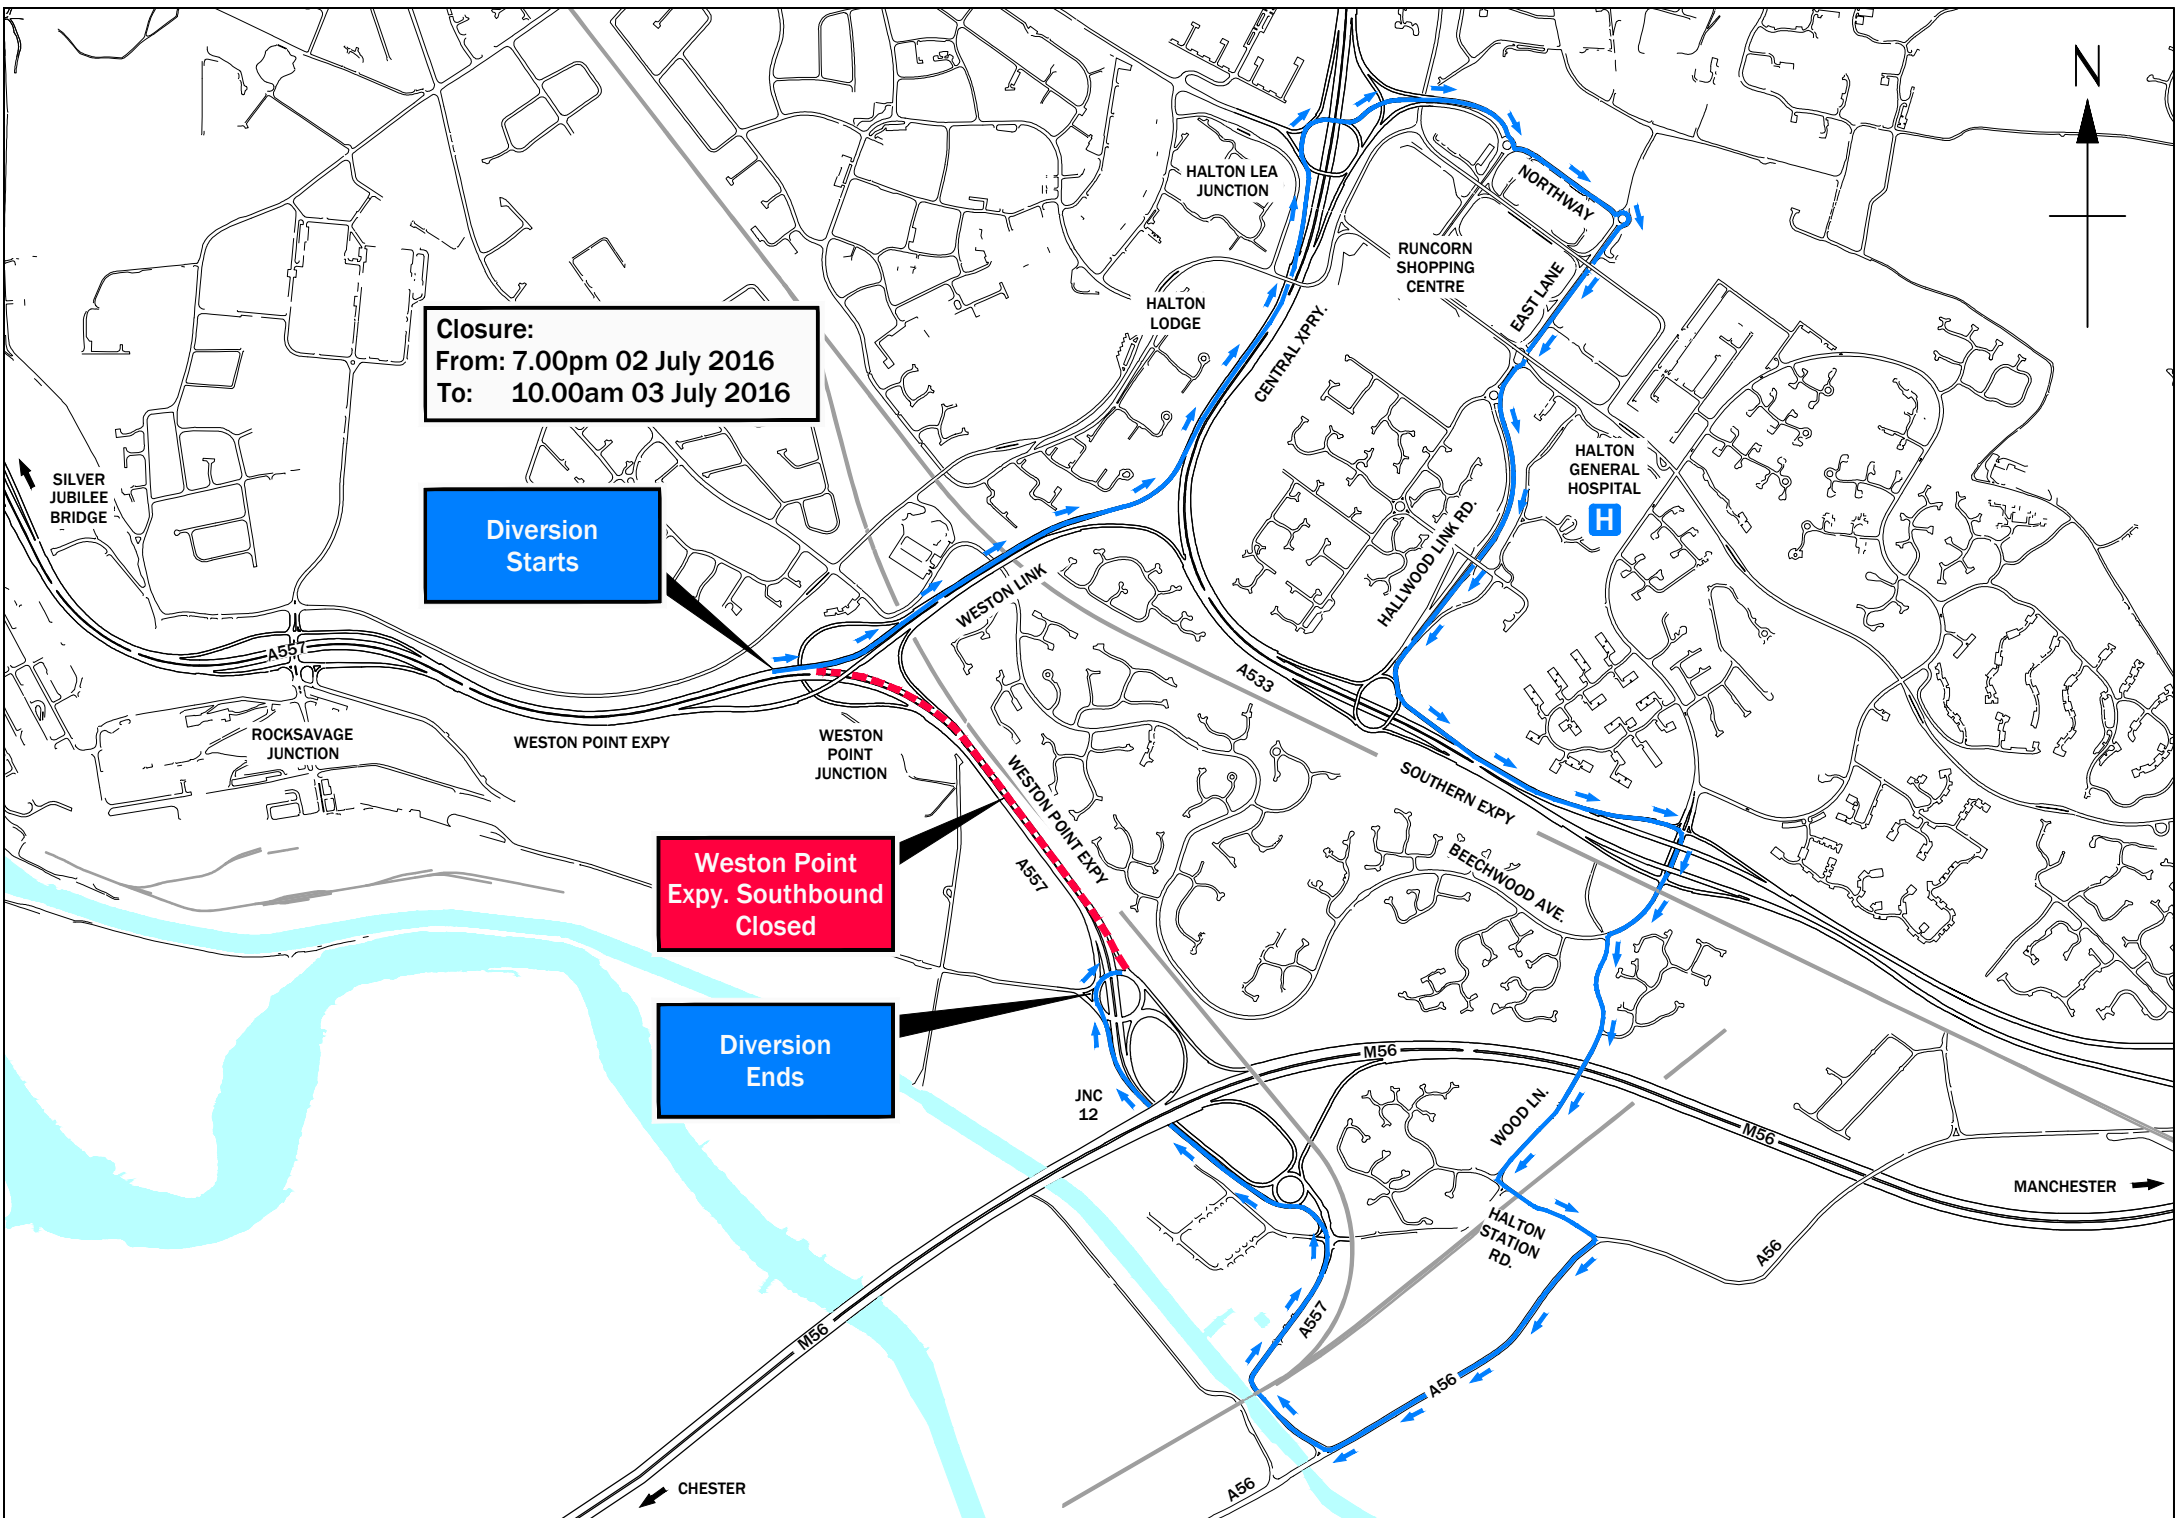 N
HALTON LEA
JUNCTION
NORTHWAY
RUNCORN
SHOPPING
CENTRE
EAST LANE
HALTON
LODGE
CENTRAL XPRY.
Closure:
From: 7.00pm 02 July 2016
To: 10.00am 03 July 2016
SILVER
JUBILEE
BRIDGE
HALTON
GENERAL
HOSPITAL
H
Diversion
Starts
HALLWOOD LINK RD.
WESTON LINK
A557
A533
ROCKSAVAGE
JUNCTION
WESTON POINT EXPY
WESTON
POINT
JUNCTION
WESTON POINT EXPY
SOUTHERN EXPY
BEECHWOOD AVE.
Weston Point
Expy. Southbound
Closed
A557
Diversion
Ends
M56
JNC
12
WOOD LN.
M56
MANCHESTER
HALTON
STATION
RD.
A56
A557
M56
A56
CHESTER
A56